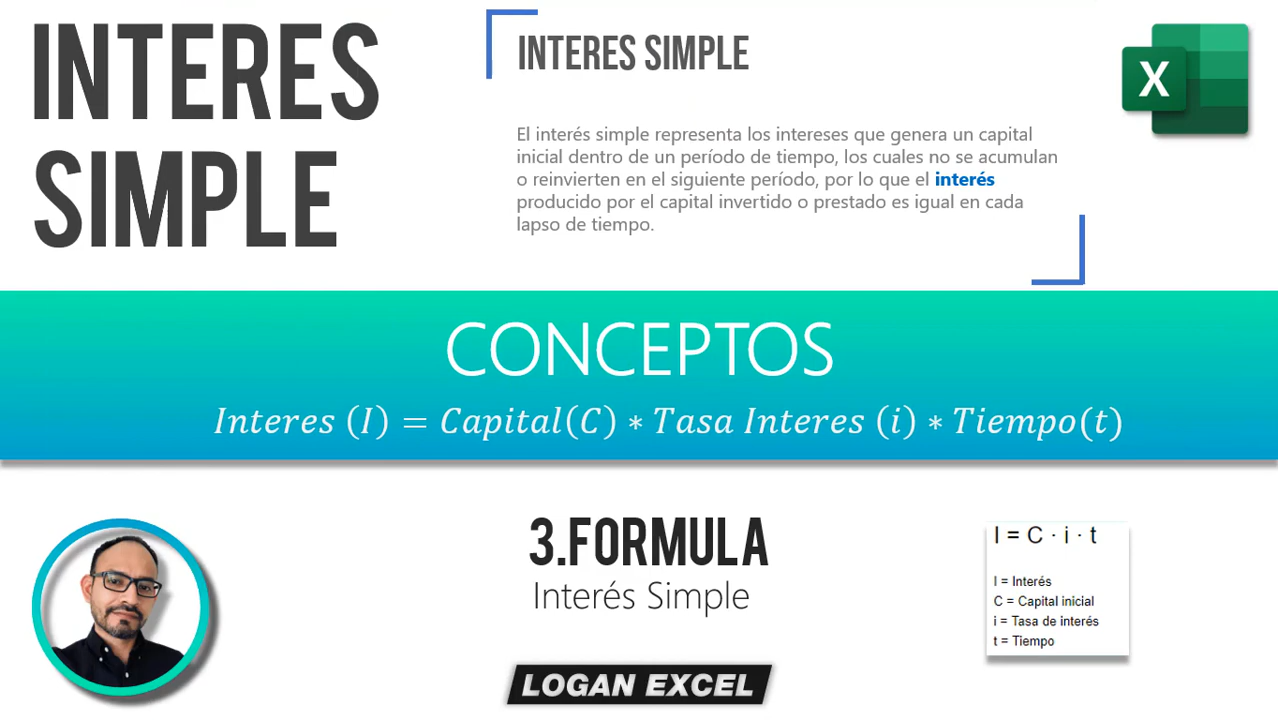 INTERES
SIMPLE
INTERES SIMPLE
El interés simple representa los intereses que genera un capital
inicial dentro de un período de tiempo, los cuales no se acumulan
o reinvierten en el siguiente período, por lo que el interés
producido por el capital invertido o prestado es igual en cada
lapso de tiempo.
X
CONCEPTOS
Interes (I) = Capital(C) ∗ Tasa Interes (i) ∗ Tiempo(t)
3.FORMULA
Interés Simple
LOGAN EXCEL
I = C · i · t
I = Interés
C = Capital inicial
i = Tasa de interés
t = Tiempo